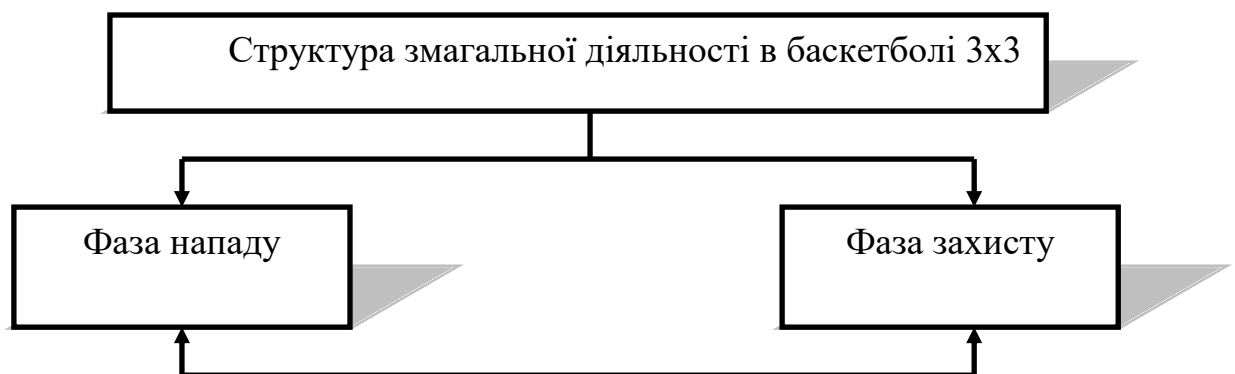 Структура змагальної діяльності в баскетболі 3х3
Фаза нападу
Фаза захисту